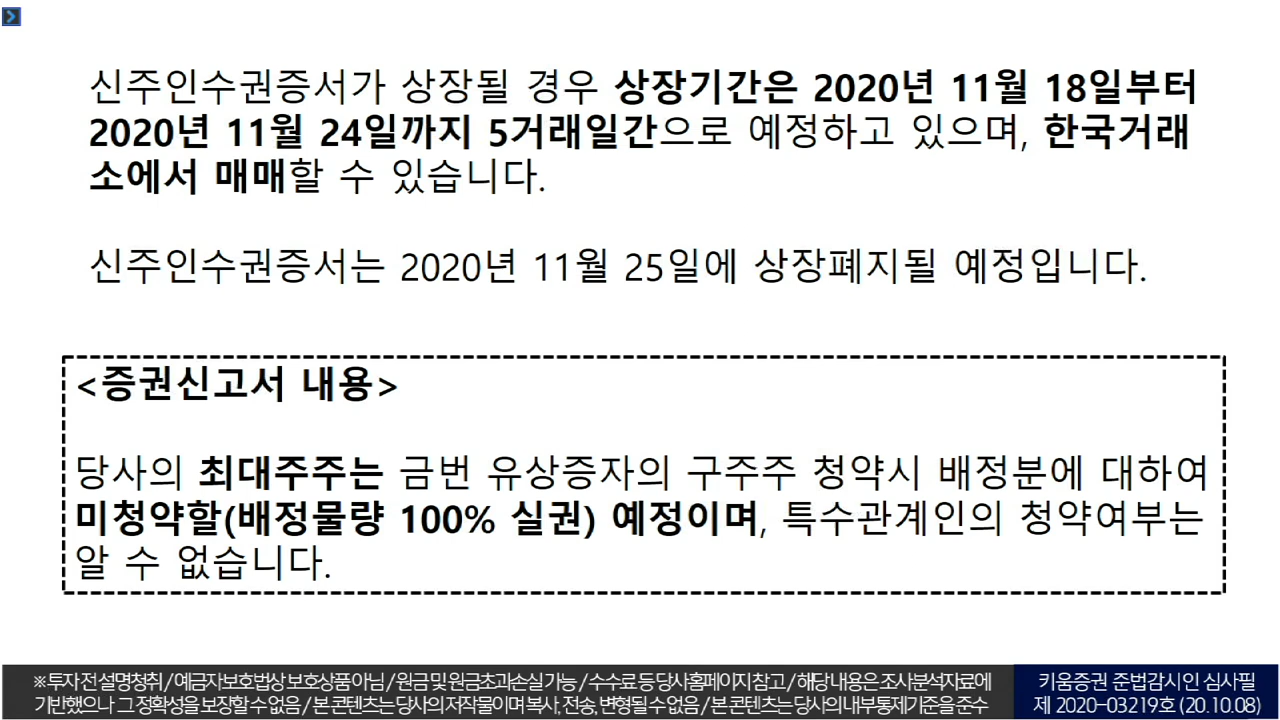 신주인수권증서가 상장될 경우 상장기간은 2020년 11월 18일부터
2020년 11월 24일까지 5거래일간으로 예정하고 있으며, 한국거래
소에서 매매할 수 있습니다.
신주인수권증서는 2020년 11월 25일에 상장폐지될 예정입니다.
<증권신고서 내용>
당사의 최대주주는 금번 유상증자의 구주주 청약시 배정분에 대하여
미청약할(배정물량 100% 실권) 예정이며, 특수관계인의 청약여부는
알 수 없습니다.
※투자 전 설명청취 / 예금자보호법상 보호상품 아님 / 원금 및 원금초과손실 가능 / 수수료 등 당사홈페이지 참고 / 해당 내용은 조사분석자료에
기반했으나 그 정확성을 보장할 수 없음 / 본 콘텐츠는 당사의 저작물이며 복사, 전송, 변형될 수 없음 / 본 콘텐츠는 당사의 내부통제기준을 준수
키움증권 준법감시인 심사필
제 2020-03219호 (20.10.08)